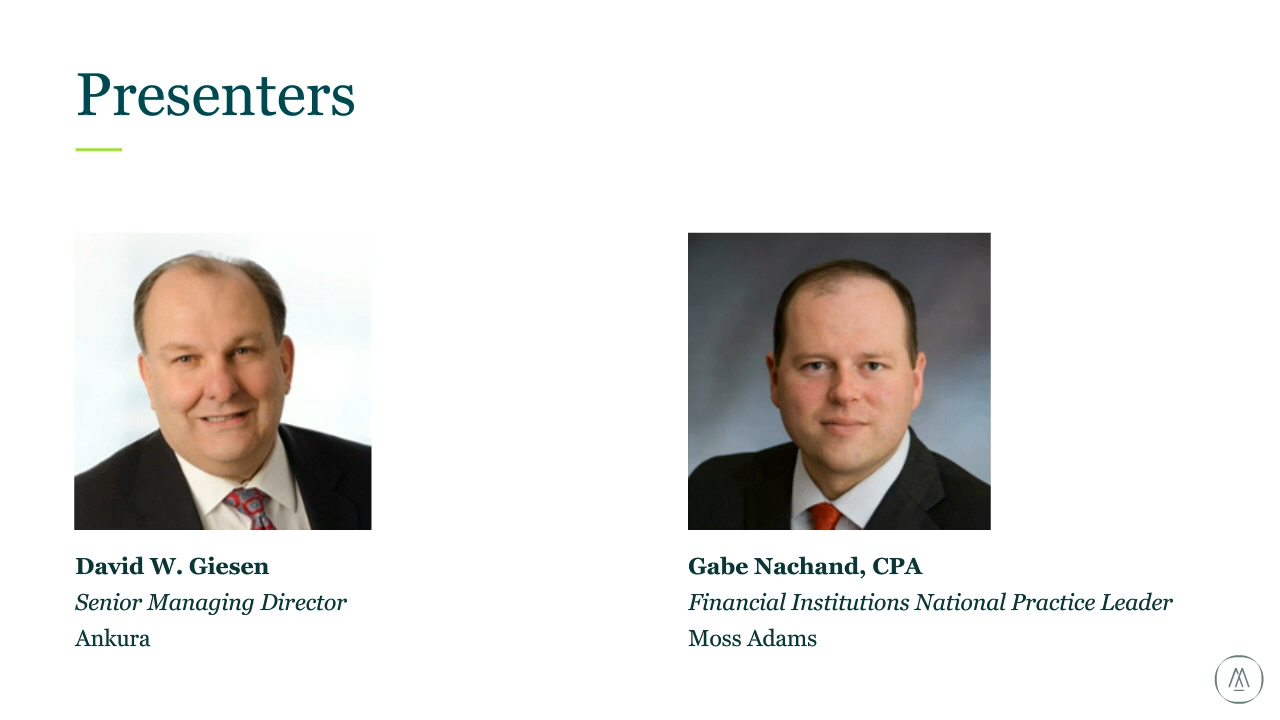 Presenters
David W. Giesen
Senior Managing Director
Ankura
Gabe Nachand, CPA
Financial Institutions National Practice Leader
Moss Adams